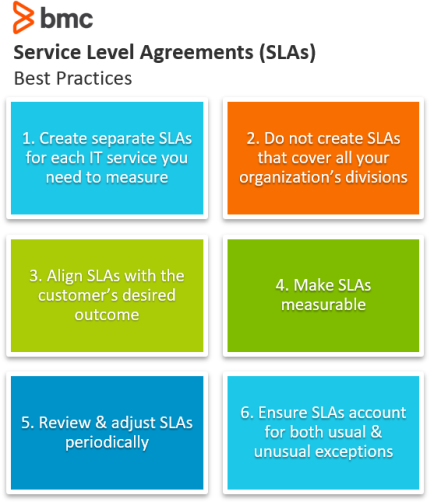 bmc
Service Level Agreements (SLAs)
Best Practices
1. Create separate SLAs
for each IT service you
need to measure
2. Do not create SLAs
that cover all your
organization's divisions
3. Align SLAs with the
customer's desired
outcome
4. Make SLAs
measurable
5. Review & adjust SLAs
periodically
6. Ensure SLAs account
for both usual &
unusual exceptions